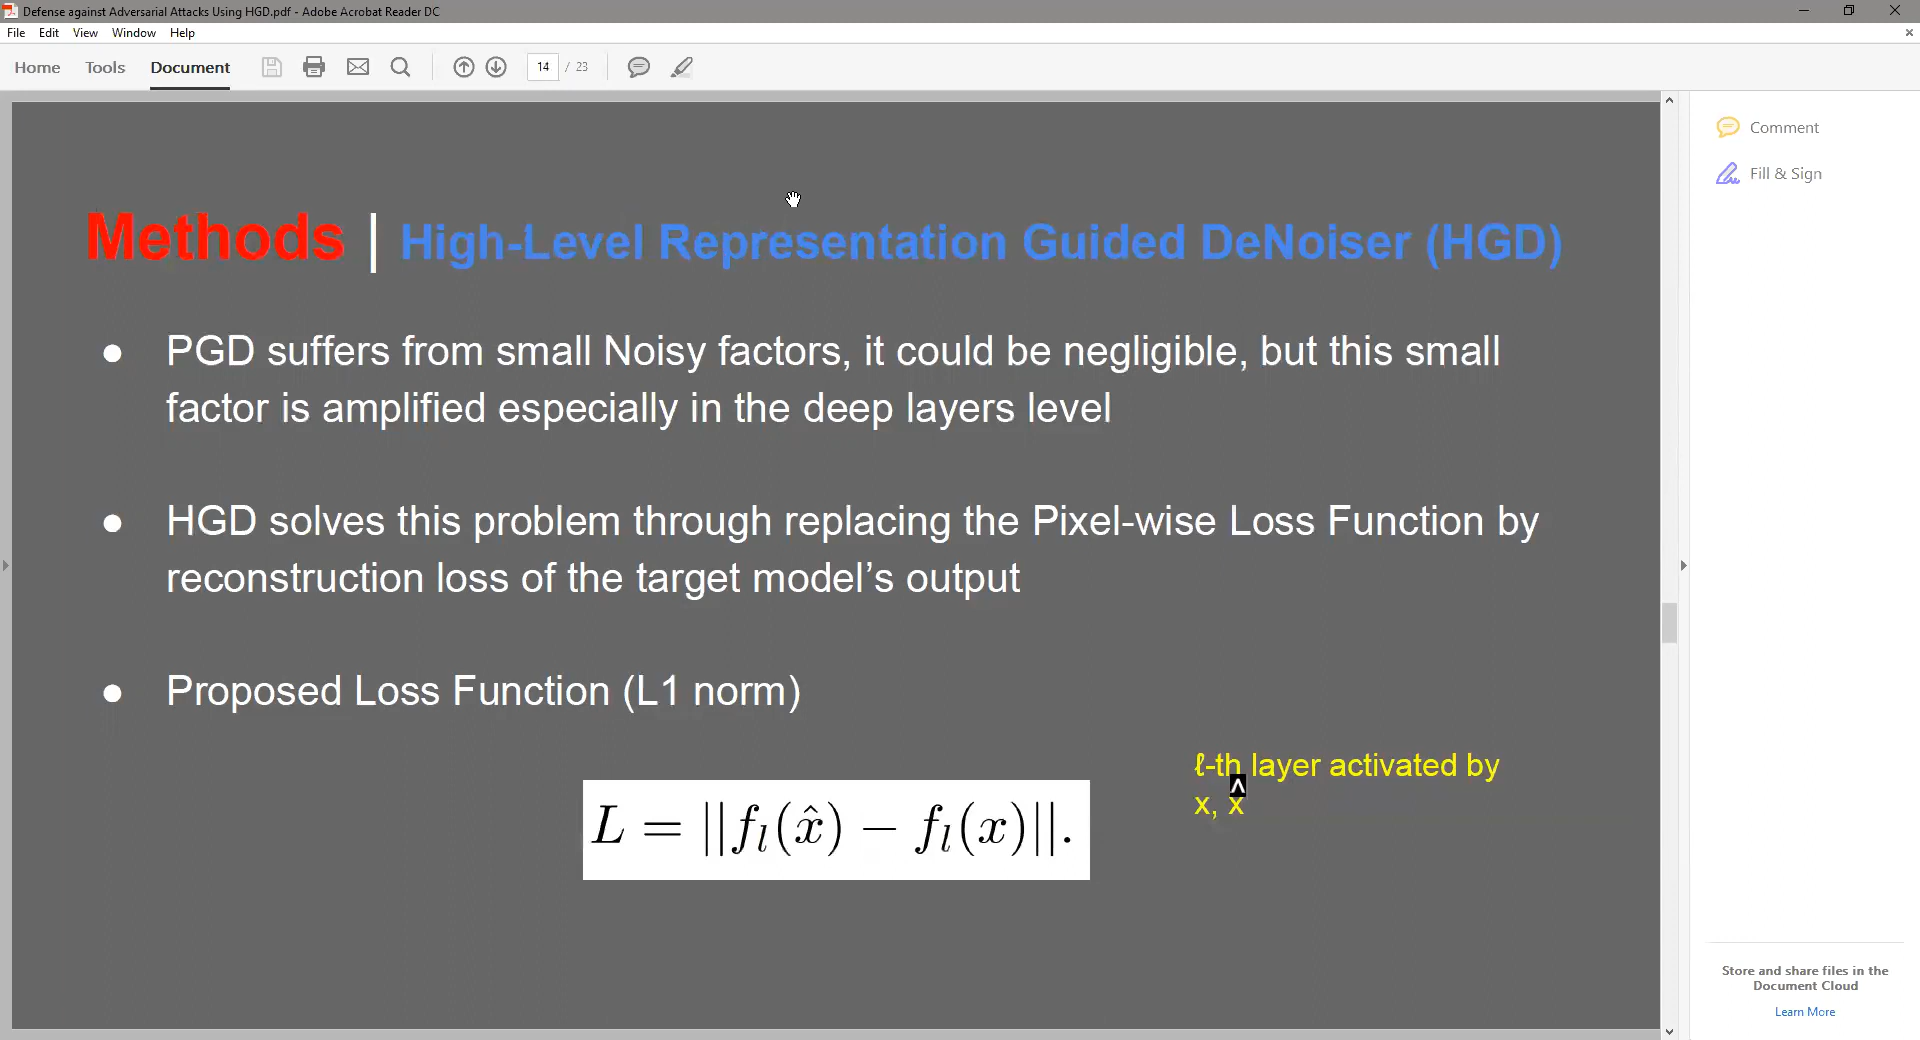 Defense against Adversarial Attacks Using HGD.pdf - Adobe Acrobat Reader DC
File Edit View Window Help
Home Tools Document 14 / 23
Comment
Fill & Sign
Methods | High-Level Representation Guided DeNoiser (HGD)
● PGD suffers from small Noisy factors, it could be negligible, but this small
factor is amplified especially in the deep layers level
● HGD solves this problem through replacing the Pixel-wise Loss Function by
reconstruction loss of the target model’s output
● Proposed Loss Function (L1 norm)
ℓ-th layer activated by
x, x̂
L = ||f_l(x̂) − f_l(x)||.
Store and share files in the
Document Cloud
Learn More